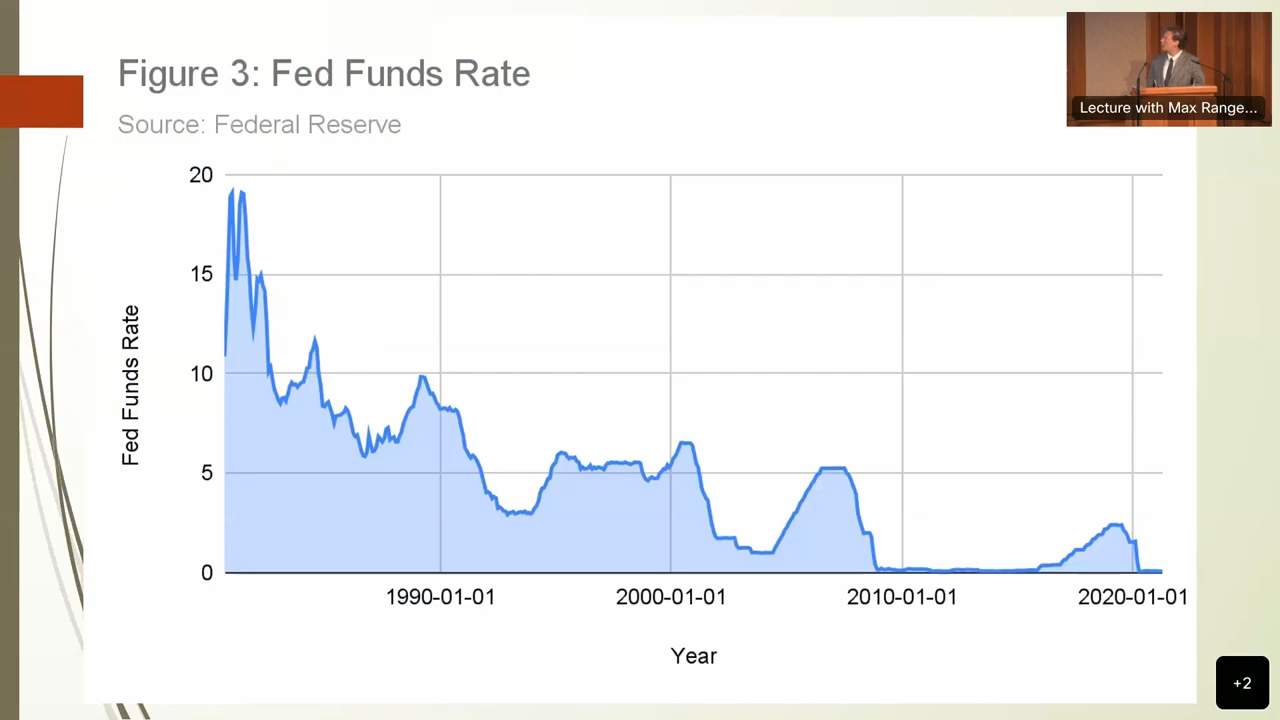 Figure 3: Fed Funds Rate
Source: Federal Reserve
Lecture with Max Range...
20
15
10
5
0
Fed Funds Rate
1990-01-01
2000-01-01
2010-01-01
2020-01-01
Year
+2